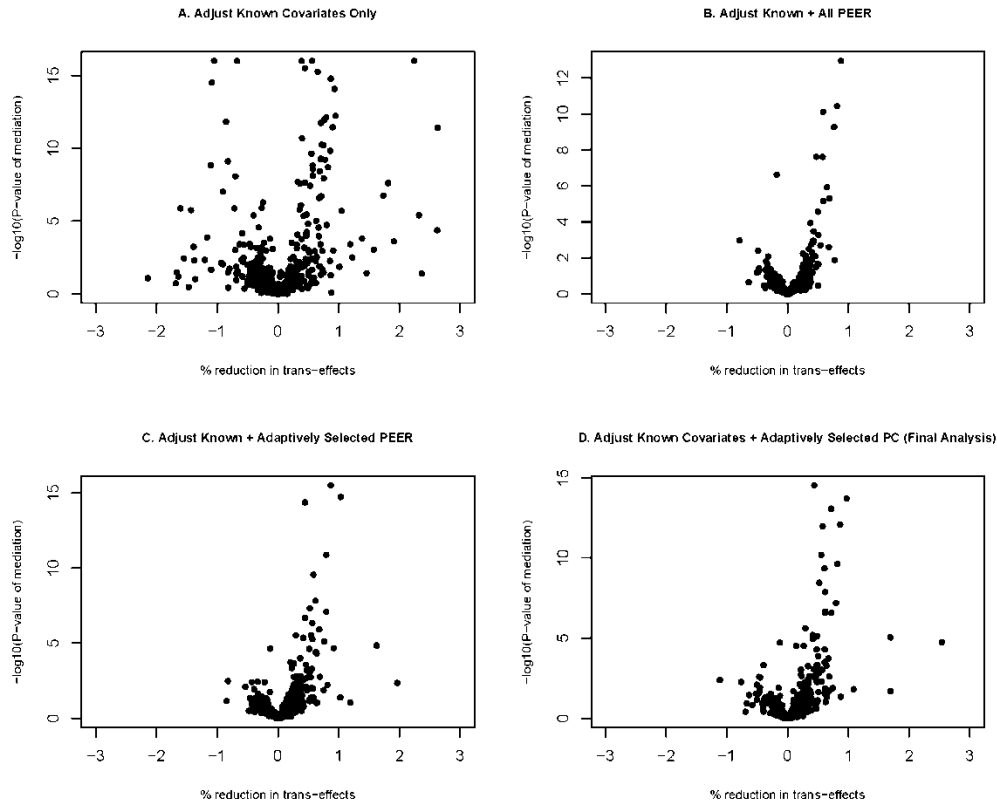 A. Adjust Known Covariates Only
−log10(P−value of mediation)
15
10
5
0
−3 −2 −1 0 1 2 3
% reduction in trans−effects
B. Adjust Known + All PEER
−log10(P−value of mediation)
12
10
8
6
4
2
0
−3 −2 −1 0 1 2 3
% reduction in trans−effects
C. Adjust Known + Adaptively Selected PEER
−log10(P−value of mediation)
15
10
5
0
−3 −2 −1 0 1 2 3
% reduction in trans−effects
D. Adjust Known Covariates + Adaptively Selected PC (Final Analysis)
−log10(P−value of mediation)
15
10
5
0
−3 −2 −1 0 1 2 3
% reduction in trans−effects